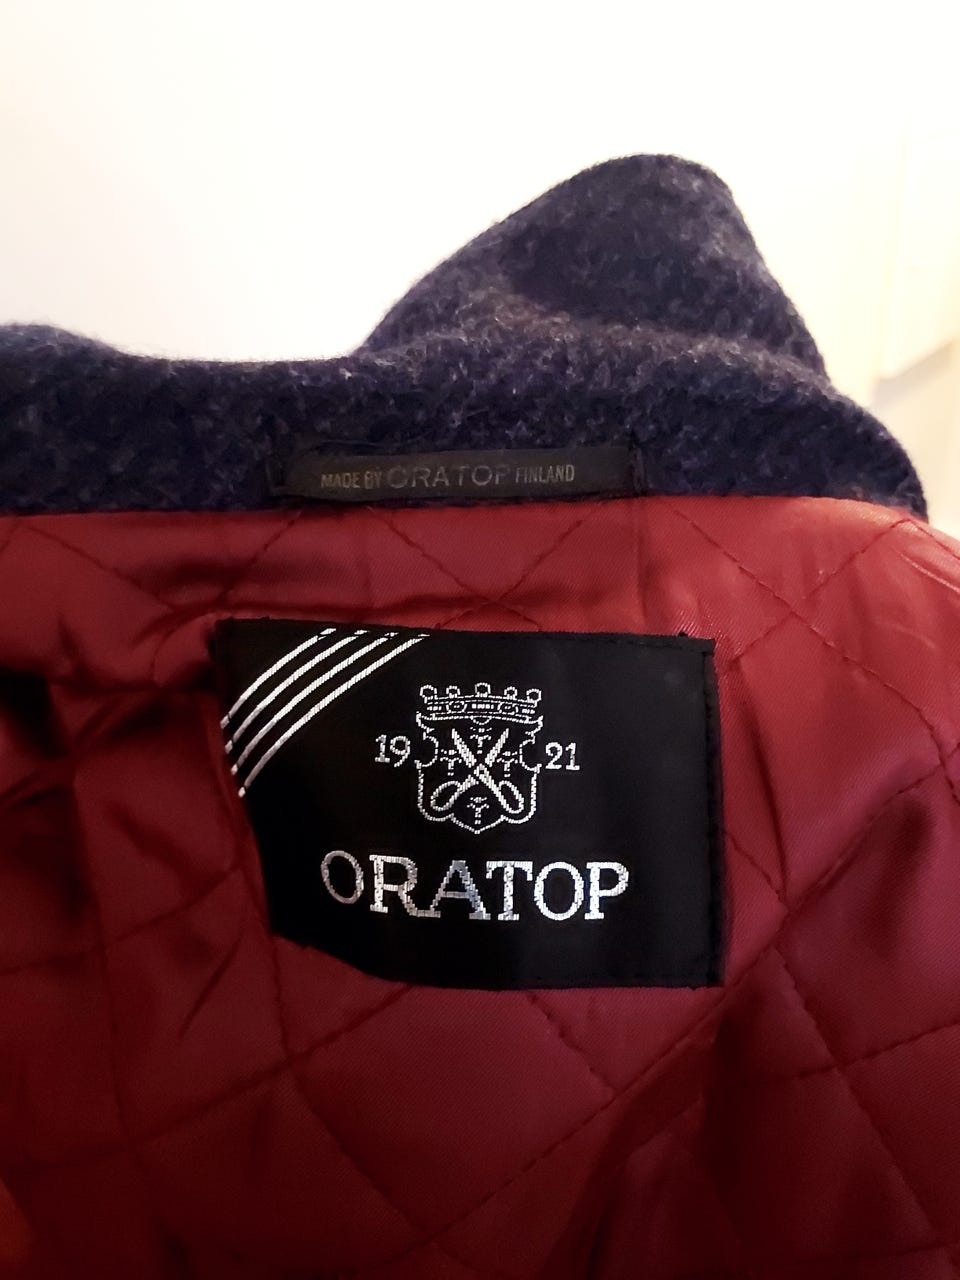 MADE BY ORATOP FINLAND
19 21
ORATOP